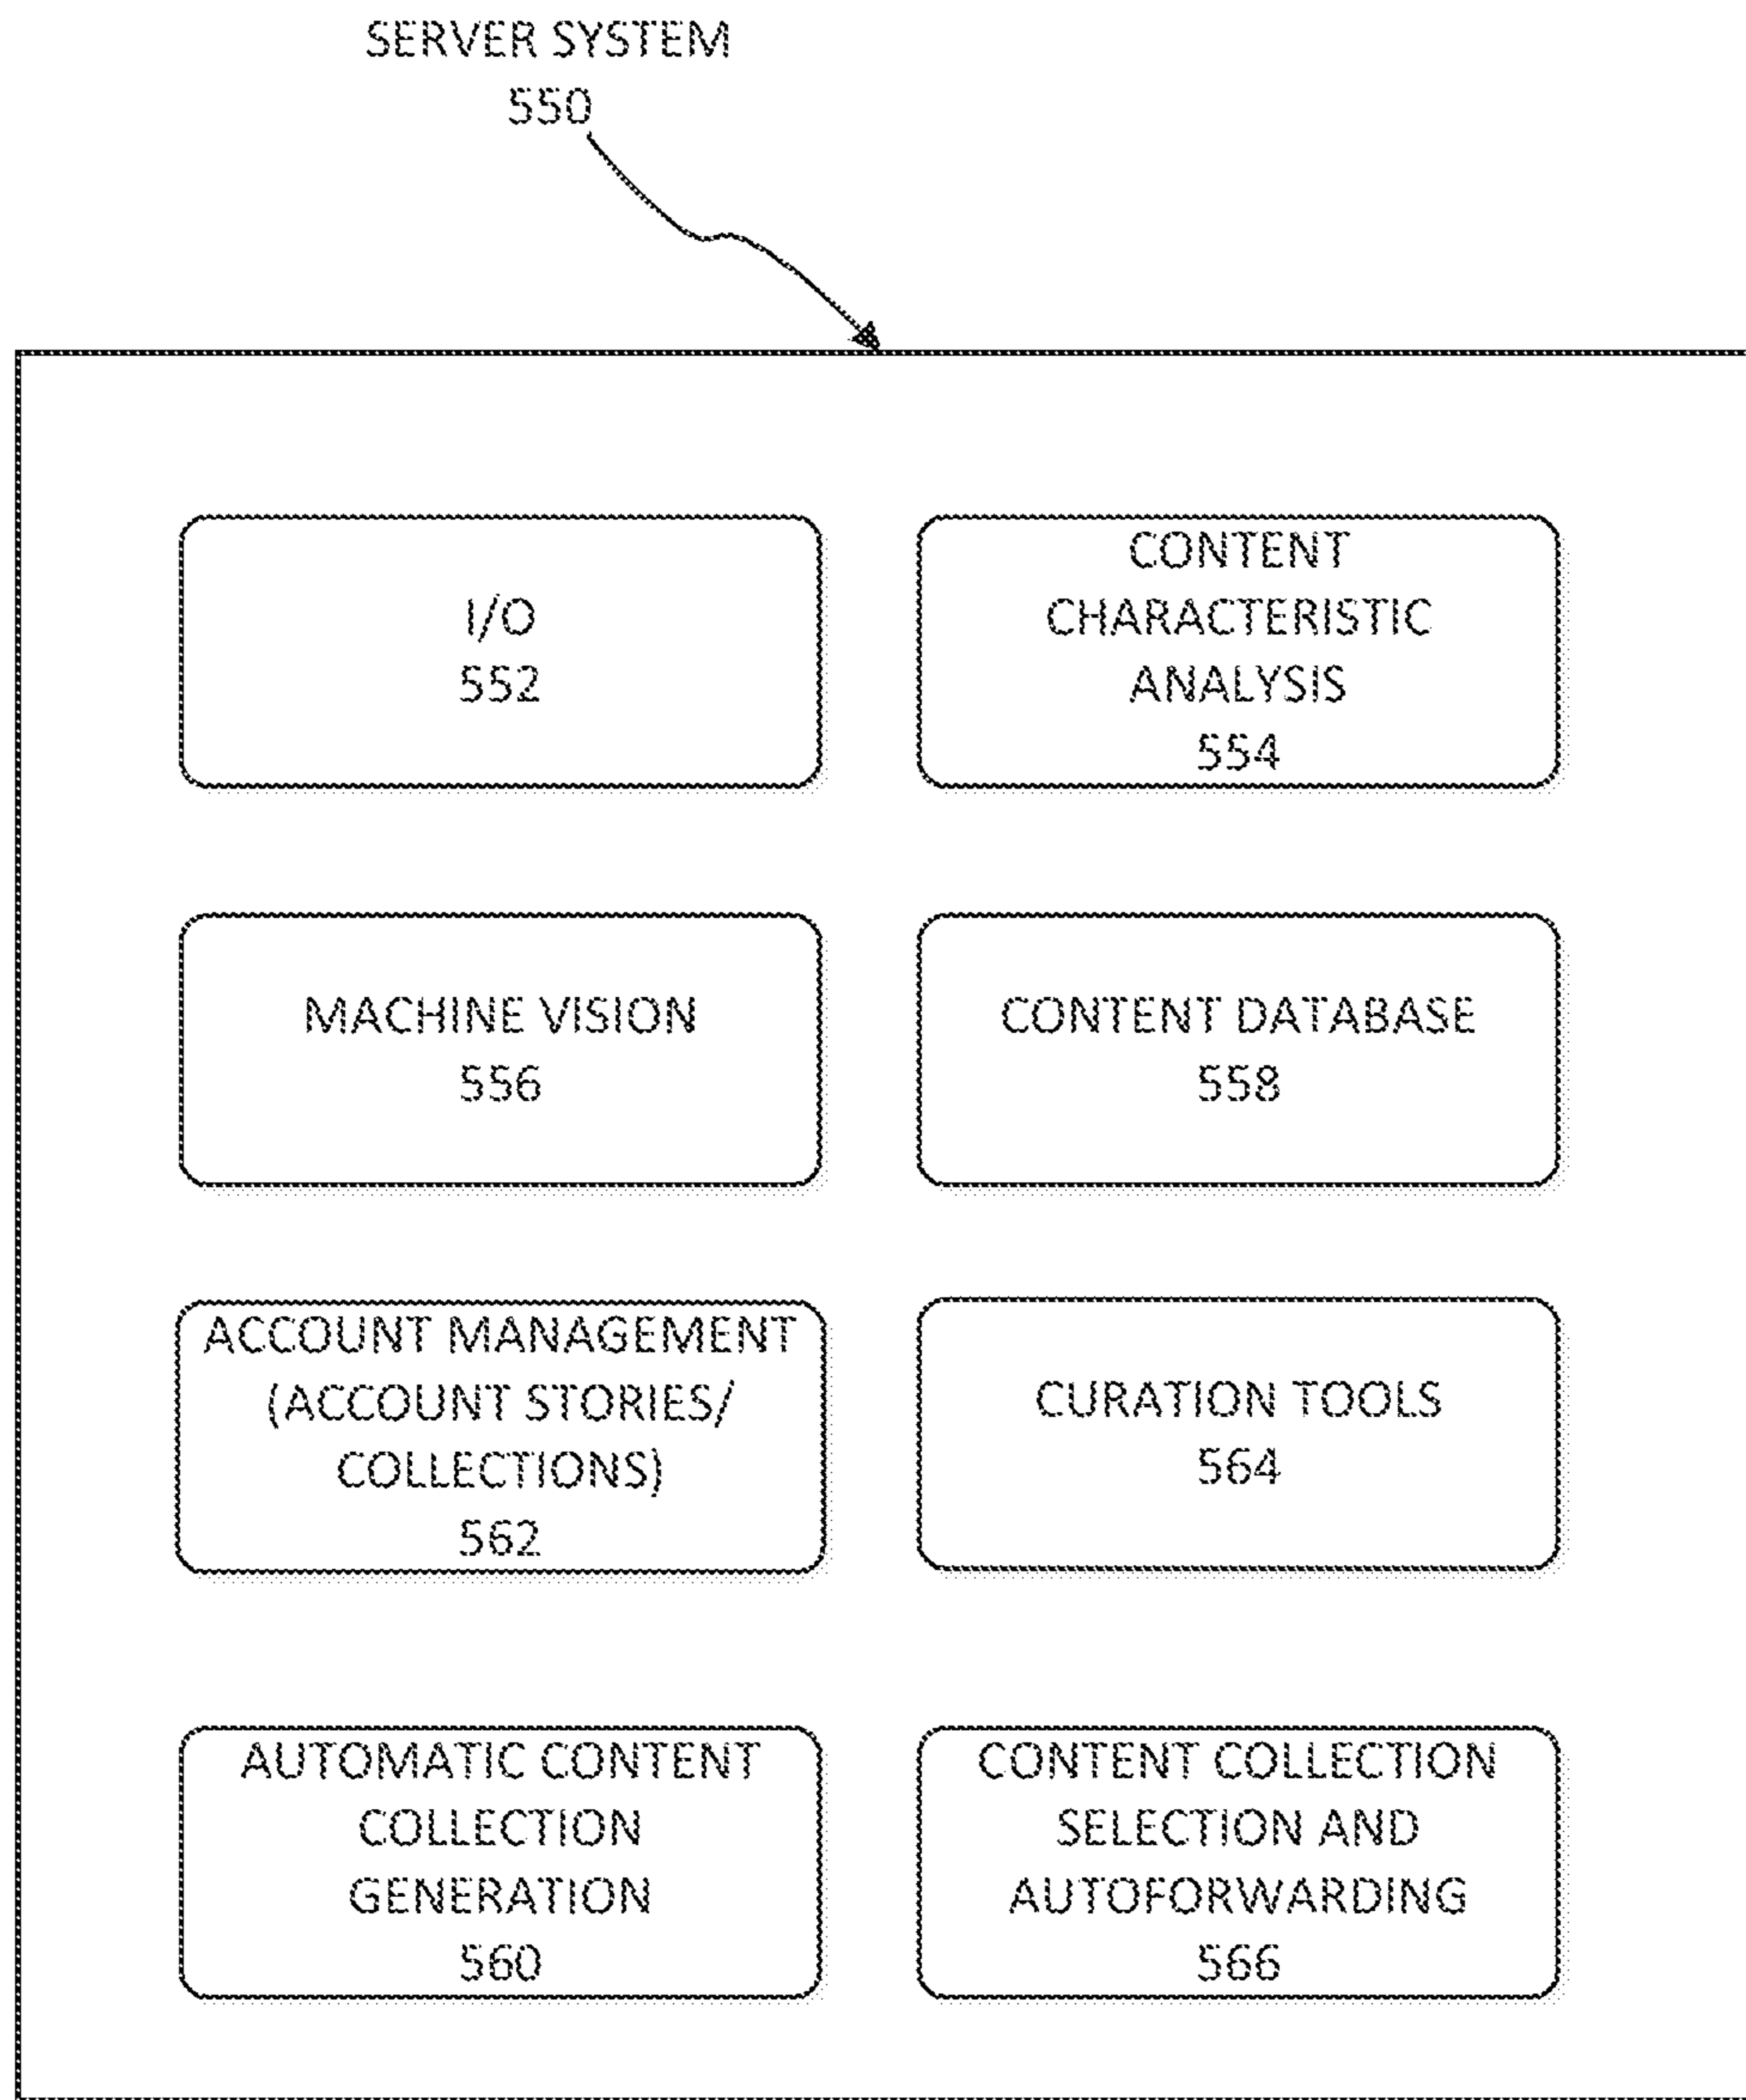 SERVER SYSTEM
550
I/O
552
CONTENT
CHARACTERISTIC
ANALYSIS
554
MACHINE VISION
556
CONTENT DATABASE
558
ACCOUNT MANAGEMENT
(ACCOUNT STORIES/
COLLECTIONS)
562
CURATION TOOLS
564
AUTOMATIC CONTENT
COLLECTION
GENERATION
560
CONTENT COLLECTION
SELECTION AND
AUTOFORWARDING
566